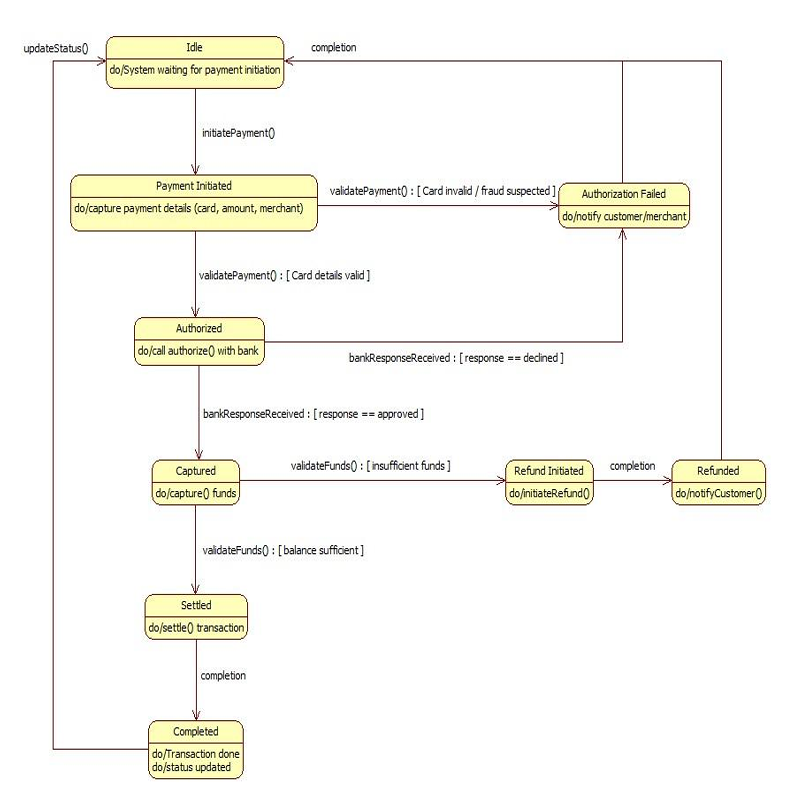 updateStatus()
Idle
completion
do/System waiting for payment initiation
initiatePayment()
Payment Initiated
do/capture payment details (card, amount, merchant)
validatePayment() : [ Card invalid / fraud suspected ]
Authorization Failed
do/notify customer/merchant
validatePayment() : [ Card details valid ]
Authorized
do/call authorize() with bank
bankResponseReceived : [ response == declined ]
bankResponseReceived : [ response == approved ]
Captured
do/capture() funds
validateFunds() : [ insufficient funds ]
Refund Initiated
do/initiateRefund()
completion
Refunded
do/notifyCustomer()
validateFunds() : [ balance sufficient ]
Settled
do/settle() transaction
completion
Completed
do/Transaction done
do/status updated